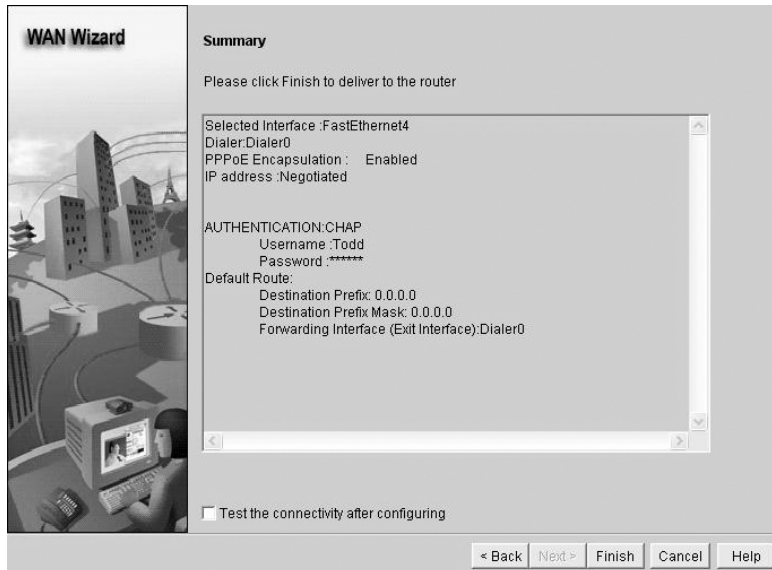 WAN Wizard
Summary
Please click Finish to deliver to the router
Selected Interface :FastEthernet4
Dialer:Dialer0
PPPoE Encapsulation : Enabled
IP address :Negotiated
AUTHENTICATION:CHAP
Username :Todd
Password :******
Default Route:
Destination Prefix: 0.0.0.0
Destination Prefix Mask: 0.0.0.0
Forwarding Interface (Exit Interface):Dialer0
Test the connectivity after configuring
< Back Next > Finish Cancel Help